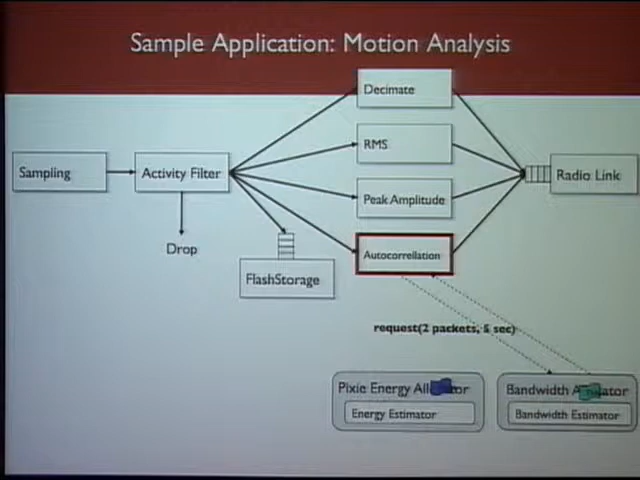 Sample Application: Motion Analysis
Decimate
RMS
Sampling
Activity Filter
Radio Link
Peak Amplitude
Drop
Autocorrellation
FlashStorage
request(2 packets, 5 sec)
Pixie Energy
Bandwidth
Energy Estimator
Bandwidth Estimator